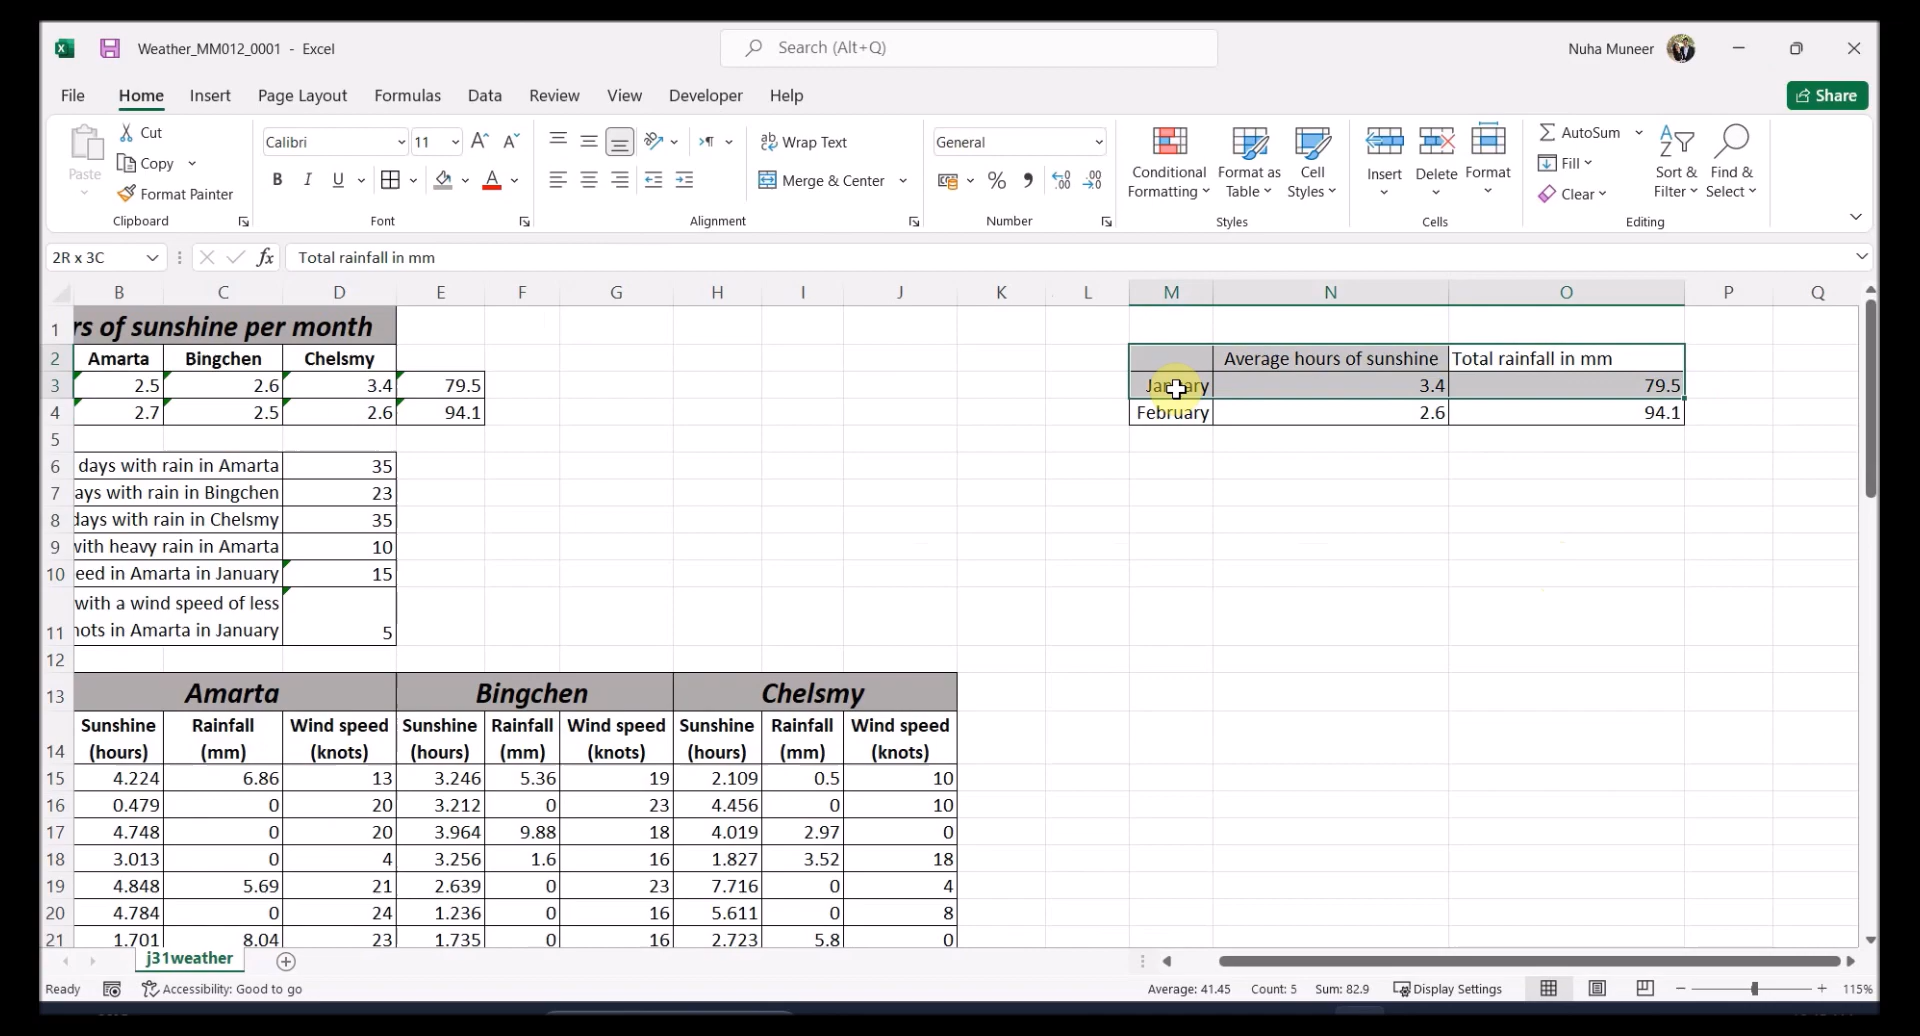 Weather_MM012_0001 - Excel
Search (Alt+Q)
Nuha Muneer
File Home Insert Page Layout Formulas Data Review View Developer Help
Share
Paste
Cut
Copy
Format Painter
Clipboard
Calibri 11
B I U A
Font
Wrap Text
Merge & Center
Alignment
General
Number
Conditional Formatting
Format as Table
Cell Styles
Styles
Insert
Delete
Format
Cells
AutoSum
Fill
Clear
Sort & Filter
Find & Select
Editing
2R x 3C
fx
Total rainfall in mm
B C D E F G H I J K L M N O P Q
1 rs of sunshine per month
2 Amarta Bingchen Chelsmy Average hours of sunshine Total rainfall in mm
3 2.5 2.6 3.4 79.5 January 3.4 79.5
4 2.7 2.5 2.6 94.1 February 2.6 94.1
5
6 days with rain in Amarta 35
7 ays with rain in Bingchen 23
8 days with rain in Chelsmy 35
9 with heavy rain in Amarta 10
10 eed in Amarta in January 15
with a wind speed of less
11 nots in Amarta in January 5
12
13 Amarta Bingchen Chelsmy
Sunshine Rainfall Wind speed Sunshine Rainfall Wind speed Sunshine Rainfall Wind speed
14 (hours) (mm) (knots) (hours) (mm) (knots) (hours) (mm) (knots)
15 4.224 6.86 13 3.246 5.36 19 2.109 0.5 10
16 0.479 0 20 3.212 0 23 4.456 0 10
17 4.748 0 20 3.964 9.88 18 4.019 2.97 0
18 3.013 0 4 3.256 1.6 16 1.827 3.52 18
19 4.848 5.69 21 2.639 0 23 7.716 0 4
20 4.784 0 24 1.236 0 16 5.611 0 8
21 1.701 8.04 23 1.735 0 16 2.723 5.8 0
j31weather
Ready
Accessibility: Good to go
Average: 41.45 Count: 5 Sum: 82.9
Display Settings
115%